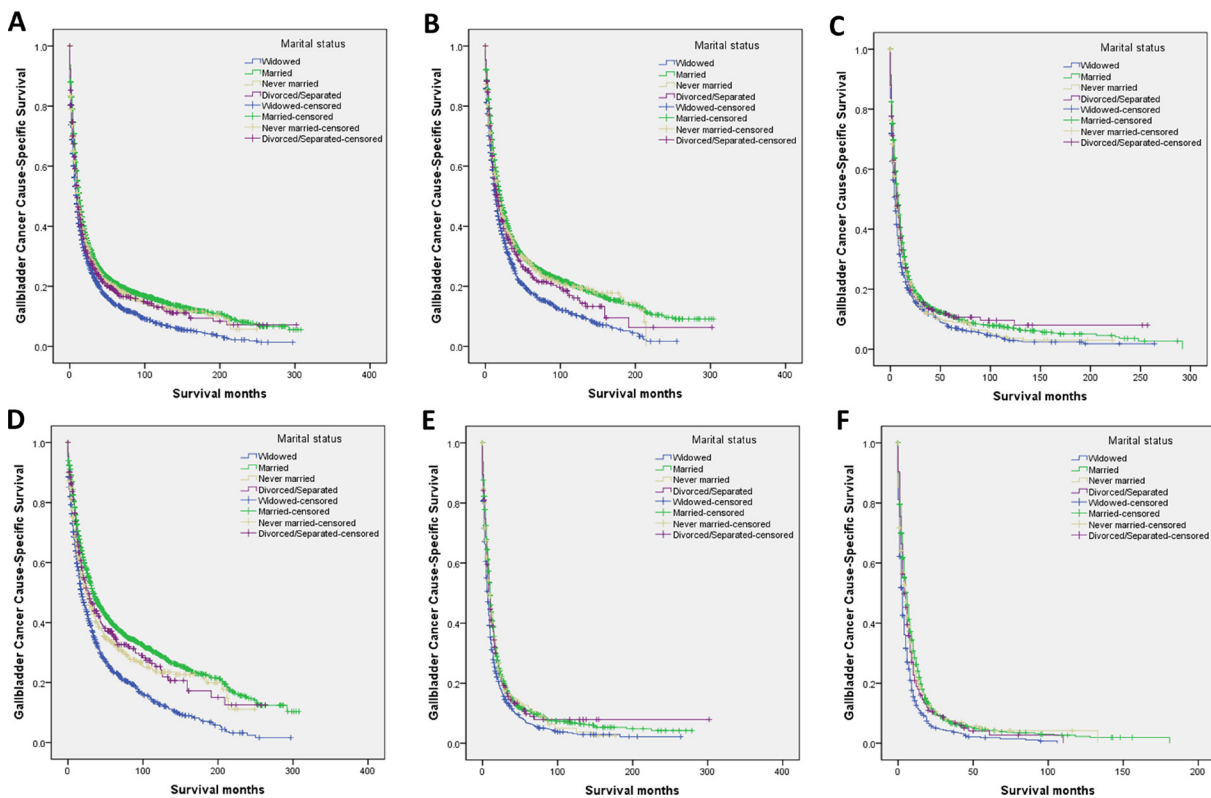 A
Gallbladder Cancer Cause-Specific Survival
1.0
0.8
0.6
0.4
0.2
0.0
0
100
200
300
400
Survival months
Marital status
Widowed
Married
Never married
Divorced/Separated
Widowed-censored
Married-censored
Never married-censored
Divorced/Separated-censored
B
Gallbladder Cancer Cause-Specific Survival
1.0
0.8
0.6
0.4
0.2
0.0
0
100
200
300
400
Survival months
Marital status
Widowed
Married
Never married
Divorced/Separated
Widowed-censored
Married-censored
Never married-censored
Divorced/Separated-censored
C
Gallbladder Cancer Cause-Specific Survival
1.0
0.8
0.6
0.4
0.2
0.0
0
50
100
150
200
250
300
Survival months
Marital status
Widowed
Married
Never married
Divorced/Separated
Widowed-censored
Married-censored
Never married-censored
Divorced/Separated-censored
D
Gallbladder Cancer Cause-Specific Survival
1.0
0.8
0.6
0.4
0.2
0.0
0
100
200
300
400
Survival months
Marital status
Widowed
Married
Never married
Divorced/Separated
Widowed-censored
Married-censored
Never married-censored
Divorced/Separated-censored
E
Gallbladder Cancer Cause-Specific Survival
1.0
0.8
0.6
0.4
0.2
0.0
0
100
200
300
400
Survival months
Marital status
Widowed
Married
Never married
Divorced/Separated
Widowed-censored
Married-censored
Never married-censored
Divorced/Separated-censored
F
Gallbladder Cancer Cause-Specific Survival
1.0
0.8
0.6
0.4
0.2
0.0
0
50
100
150
200
Survival months
Marital status
Widowed
Married
Never married
Divorced/Separated
Widowed-censored
Married-censored
Never married-censored
Divorced/Separated-censored